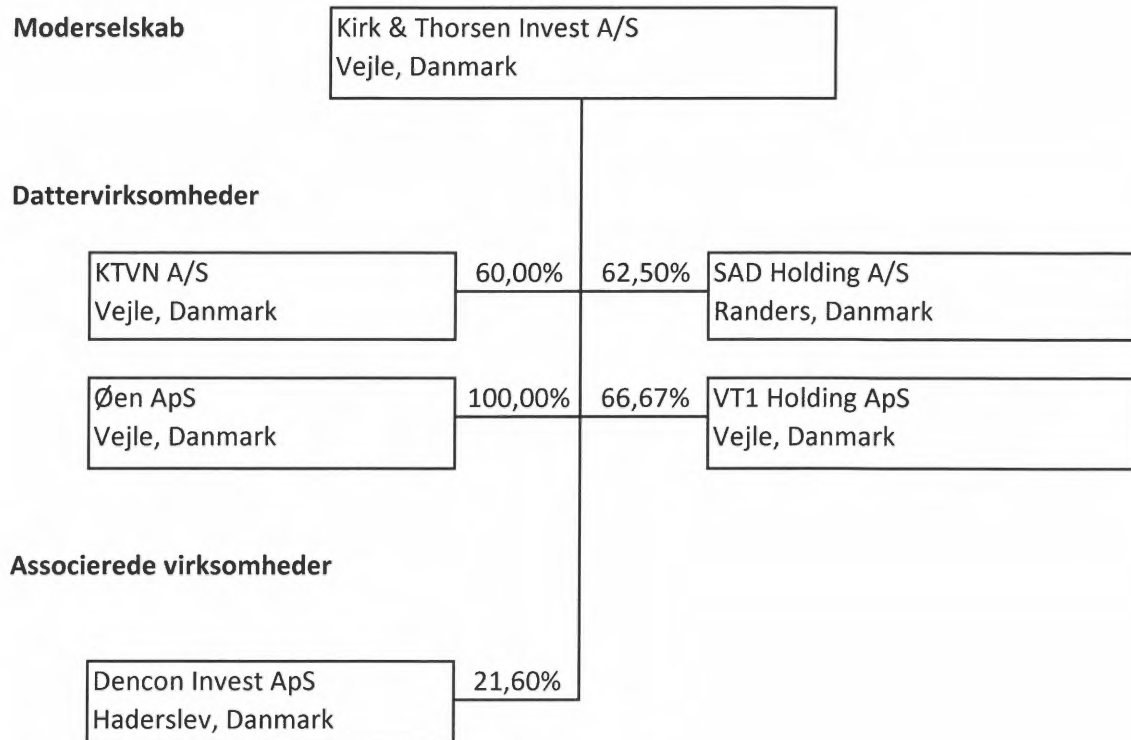 Moderselskab
Kirk & Thorsen Invest A/S
Vejle, Danmark
Dattervirksomheder
KTVN A/S
Vejle, Danmark
60,00%
62,50%
SAD Holding A/S
Randers, Danmark
Øen ApS
Vejle, Danmark
100,00%
66,67%
VT1 Holding ApS
Vejle, Danmark
Associerede virksomheder
Dencon Invest ApS
Haderslev, Danmark
21,60%